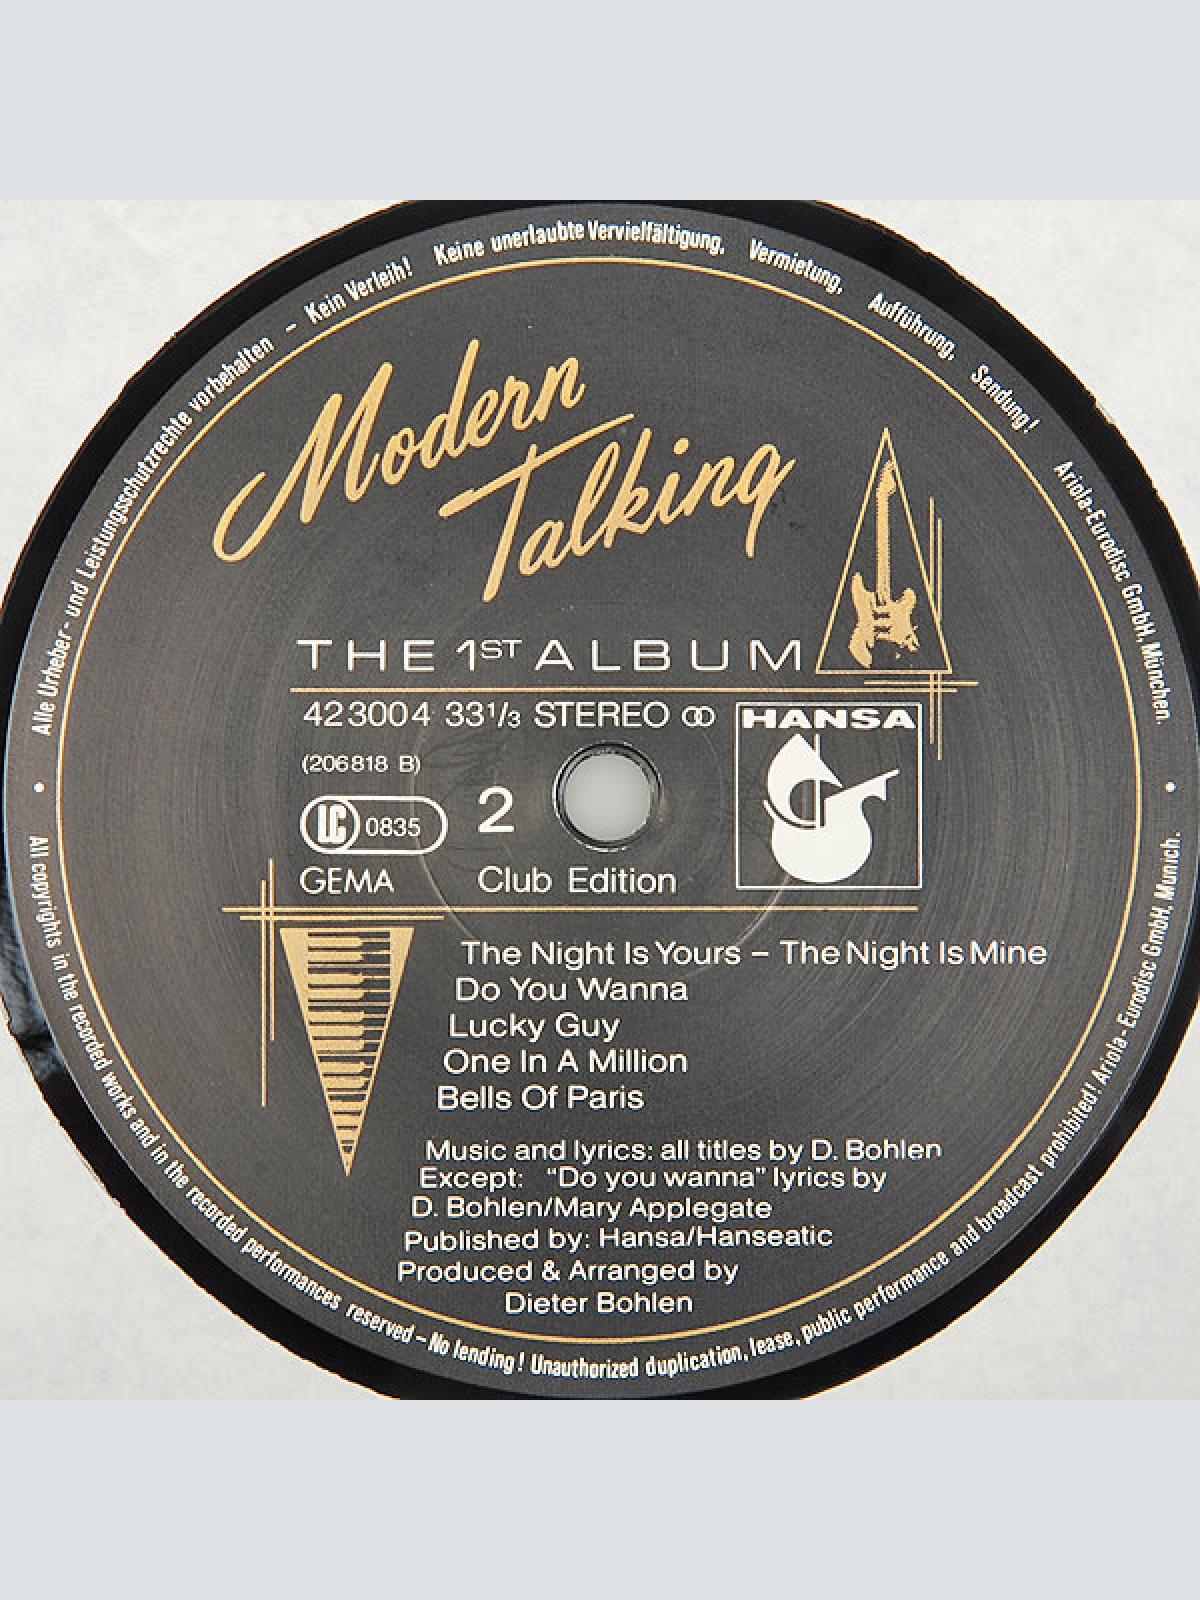 Alle Urheber- und Leistungsschutzrechte vorbehalten – Kein Verleih! Keine unerlaubte Vervielfältigung, Vermietung, Aufführung, Sendung!
Ariola-Eurodisc GmbH, München.
Modern
Talking
THE 1ST ALBUM
423004 33 1/3 STEREO
HANSA
(206818 B)
LC 0835
2
GEMA
Club Edition
The Night Is Yours – The Night Is Mine
Do You Wanna
Lucky Guy
One In A Million
Bells Of Paris
Music and lyrics: all titles by D. Bohlen
Except: "Do you wanna" lyrics by
D. Bohlen/Mary Applegate
Published by: Hansa/Hanseatic
Produced & Arranged by
Dieter Bohlen
All copyrights in the recorded works and in the recorded performances reserved – No lending! Unauthorized duplication, lease, public performance and broadcast prohibited! Ariola-Eurodisc GmbH, Munich.